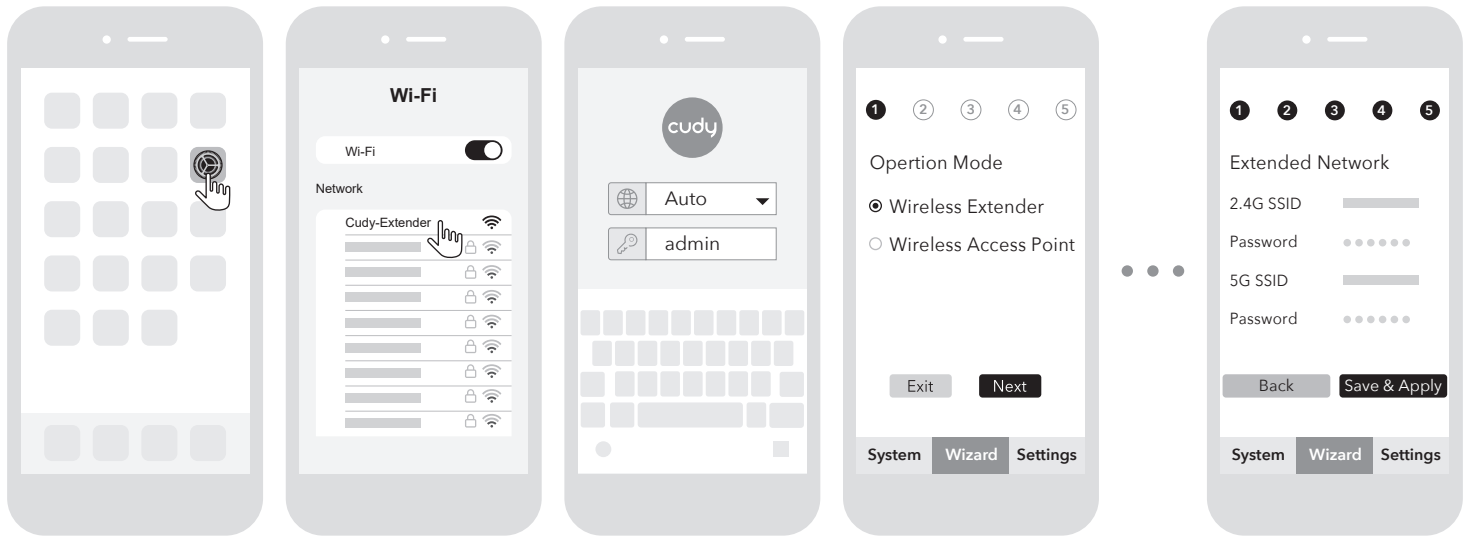 Wi-Fi
Wi-Fi
Network
Cudy-Extender
cudy
Auto
admin
1 2 3 4 5
Opertion Mode
Wireless Extender
Wireless Access Point
Exit Next
System Wizard Settings
1 2 3 4 5
Extended Network
2.4G SSID
Password
5G SSID
Password
Back Save & Apply
System Wizard Settings